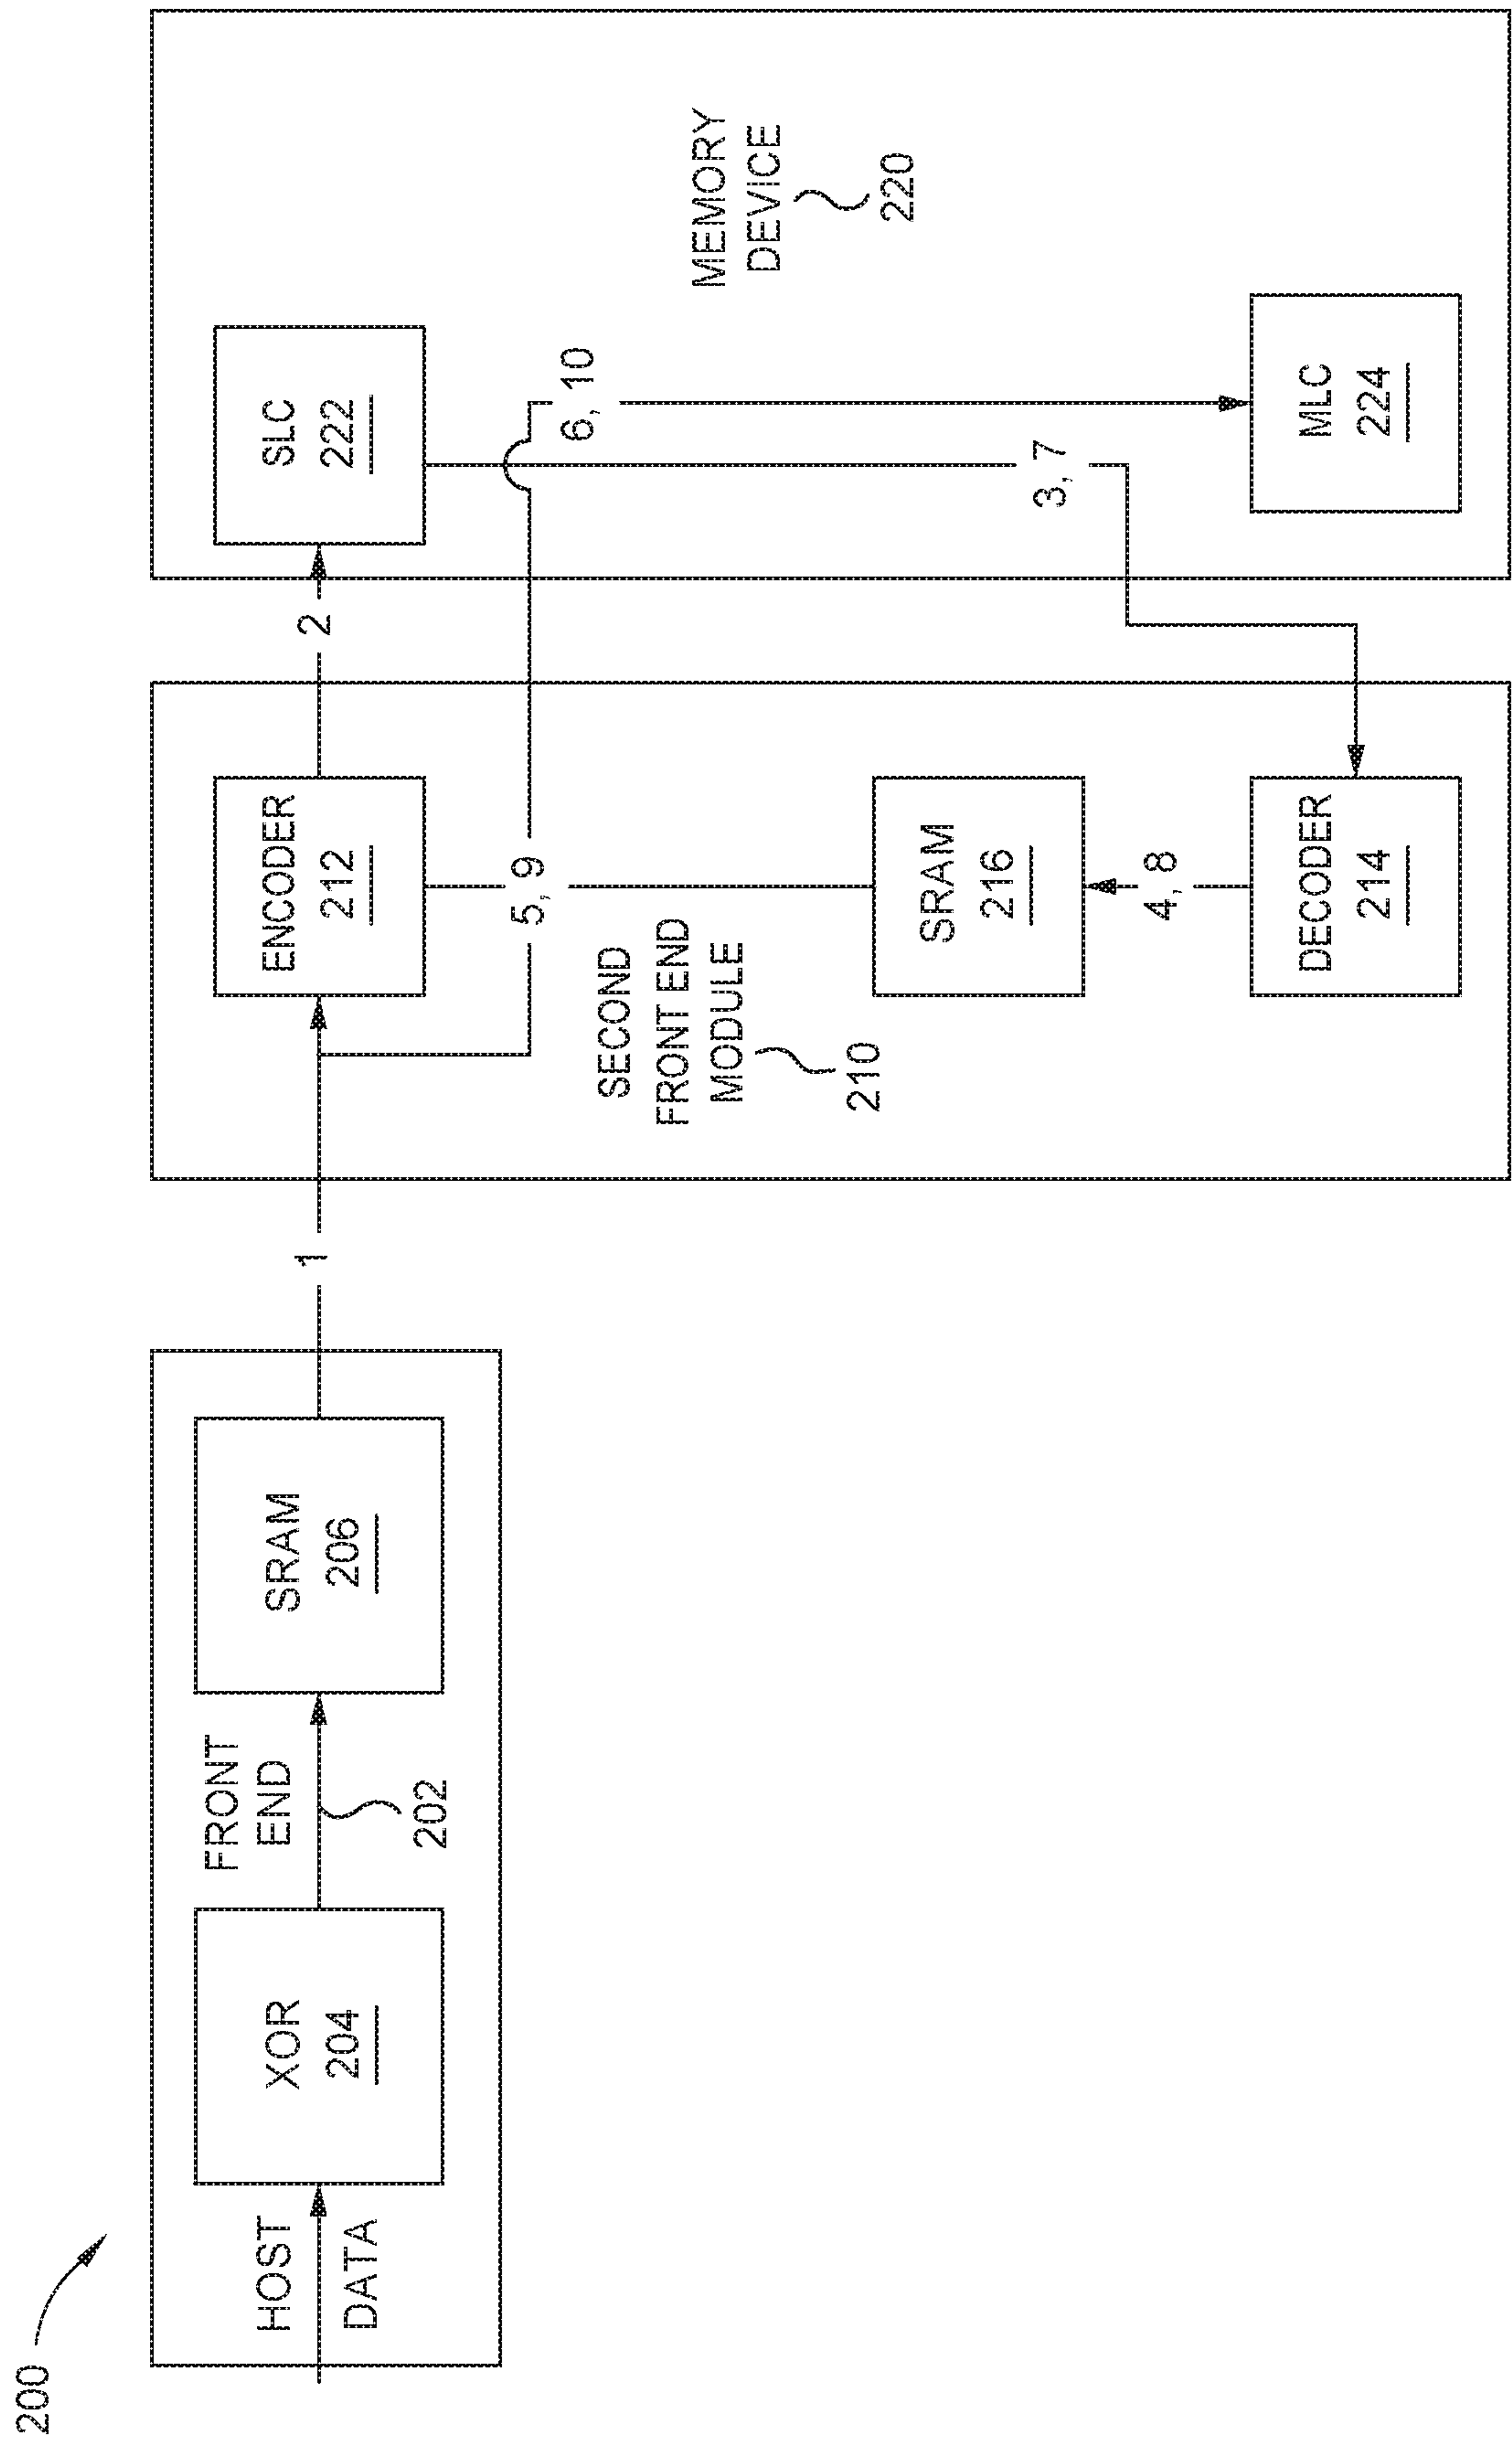 200
HOST
DATA
XOR
204
FRONT
END
202
SRAM
206
1
ENCODER
212
5, 9
SECOND
FRONT END
MODULE
210
SRAM
216
4, 8
DECODER
214
2
SLC
222
6, 10
3, 7
MEMORY
DEVICE
220
MLC
224